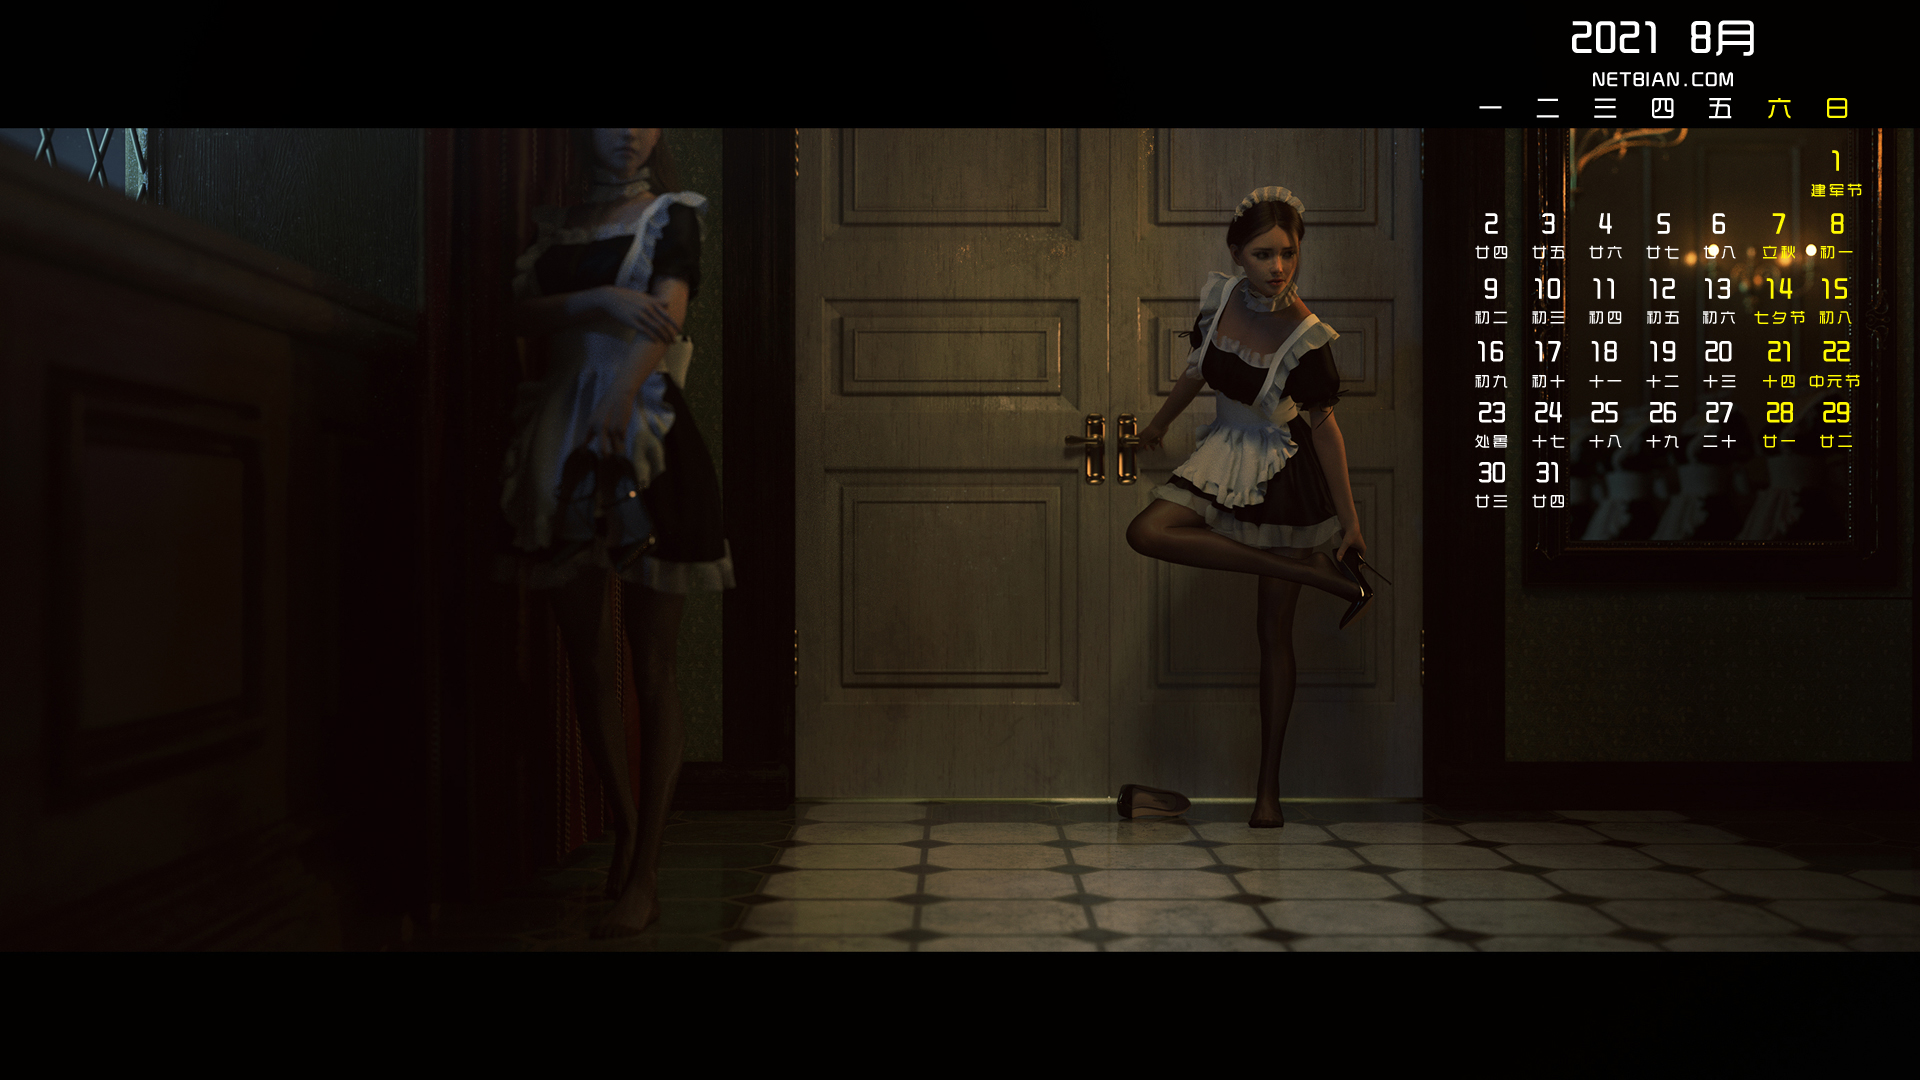 2021 8月
NETBIAN.COM
一 二 三 四 五 六 日
1
建军节
2 3 4 5 6 7 8
廿四 廿五 廿六 廿七 廿八 立秋 初一
9 10 11 12 13 14 15
初二 初三 初四 初五 初六 七夕节 初八
16 17 18 19 20 21 22
初九 初十 十一 十二 十三 十四 中元节
23 24 25 26 27 28 29
处暑 十七 十八 十九 二十 廿一 廿二
30 31
廿三 廿四